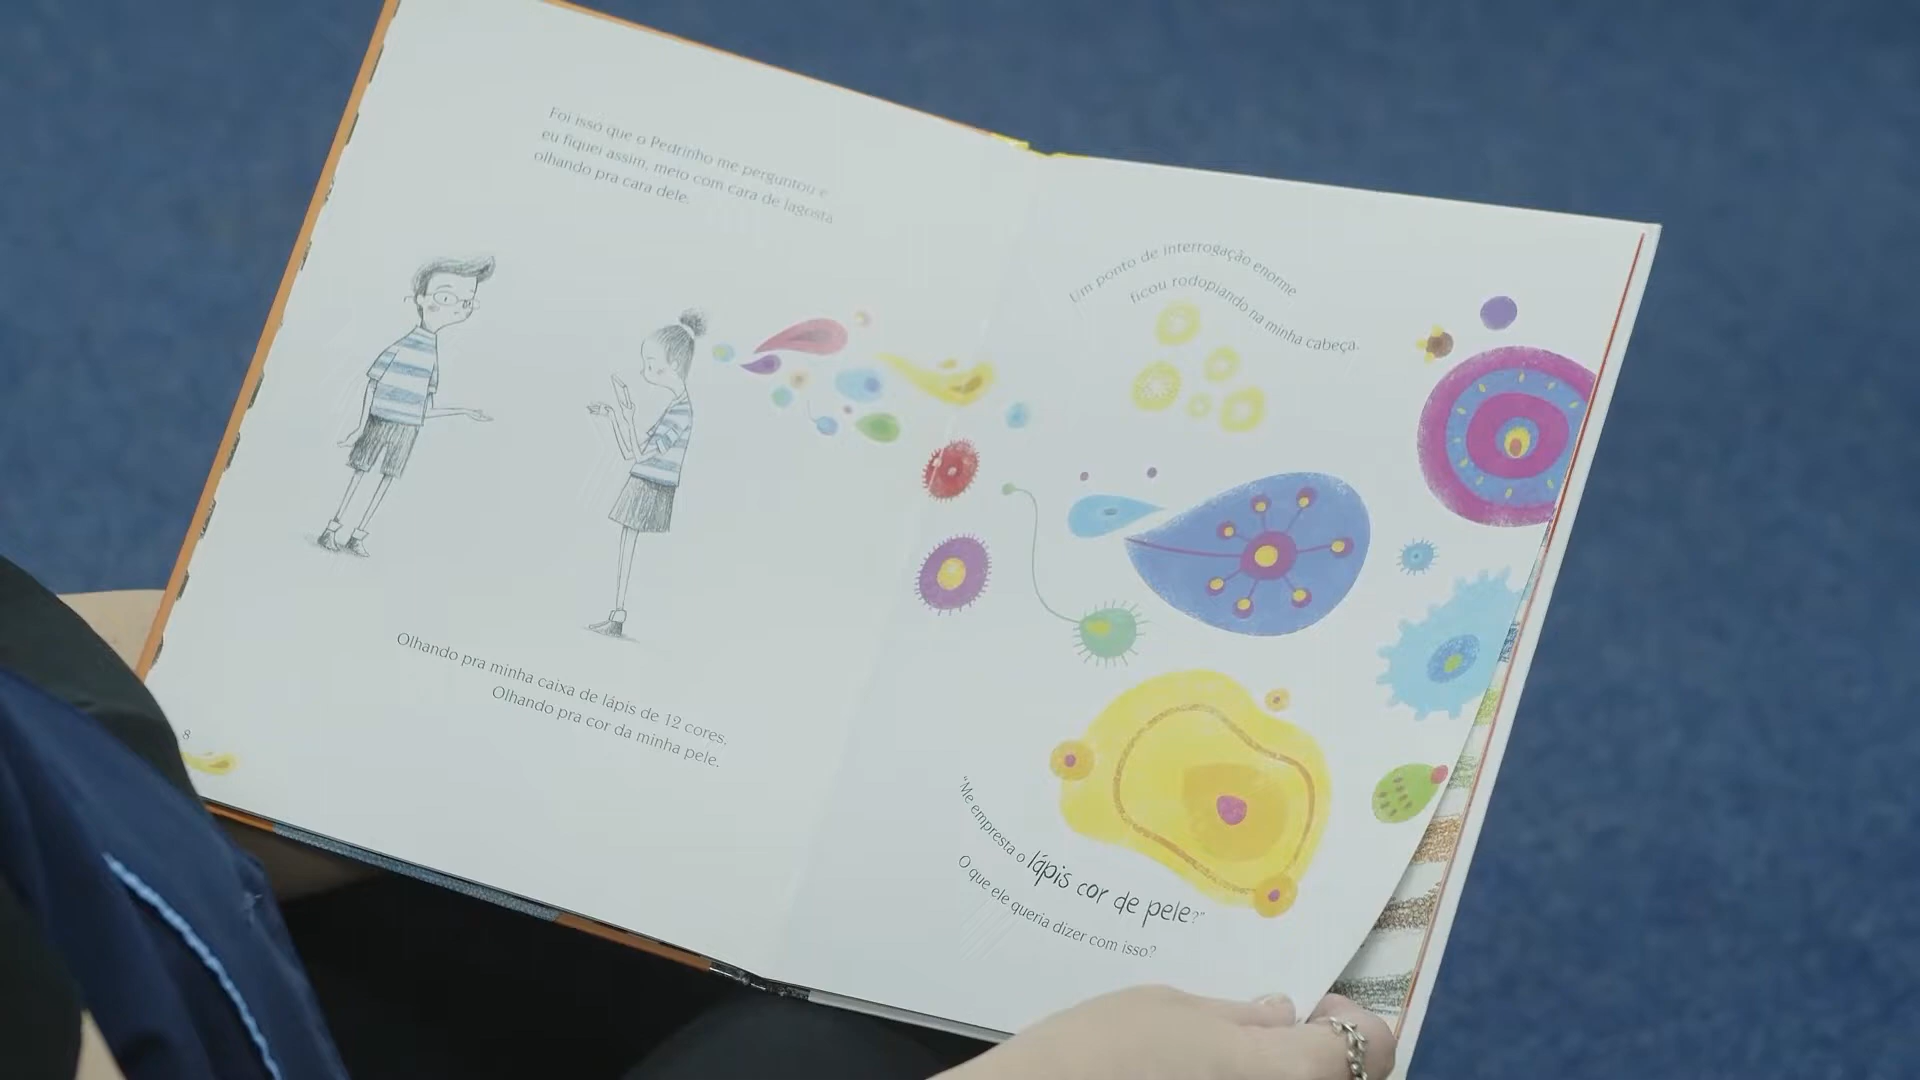 Foi isso que o Pedrinho me perguntou e
eu fiquei assim, meio com cara de lagosta
olhando pra cara dele.
Olhando pra minha caixa de lápis de 12 cores.
Olhando pra cor da minha pele.
8
Um ponto de interrogação enorme
ficou rodopiando na minha cabeça.
“Me empresta o lápis cor de pele?”
O que ele queria dizer com isso?